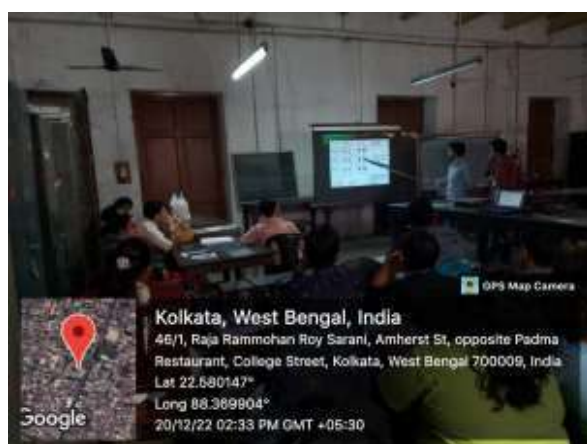 GPS Map Camera
Kolkata, West Bengal, India
46/1, Raja Rammohan Roy Sarani, Amherst St, opposite Padma
Restaurant, College Street, Kolkata, West Bengal 700009, India
Lat 22.580147°
Long 88.369904°
20/12/22 02:33 PM GMT +05:30
Google